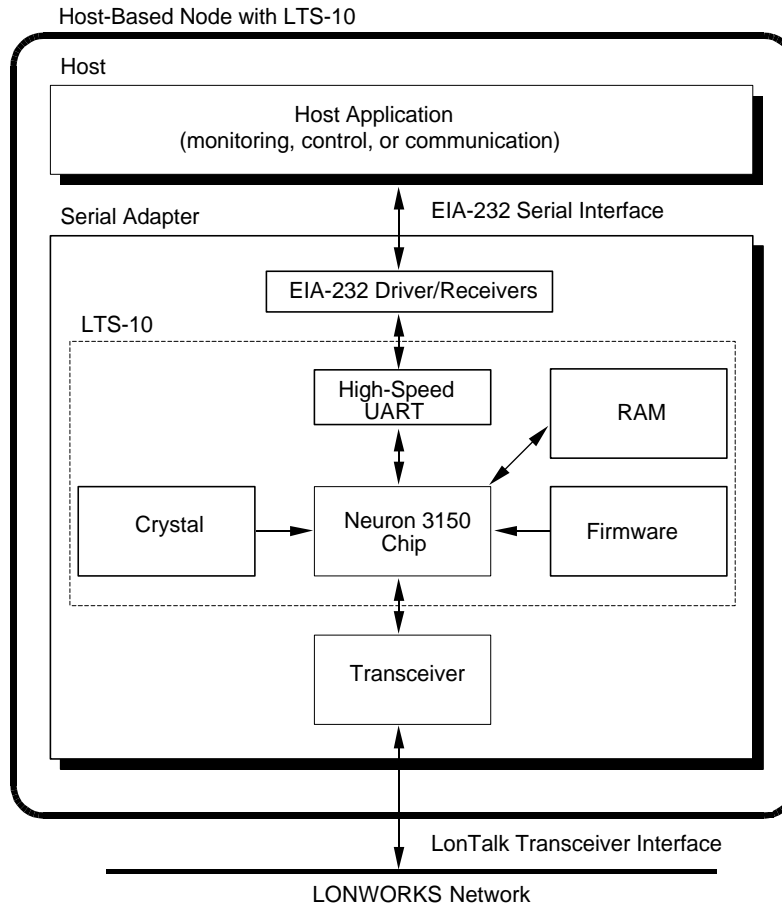 Host-Based Node with LTS-10
Host
Host Application
(monitoring, control, or communication)
EIA-232 Serial Interface
Serial Adapter
EIA-232 Driver/Receivers
LTS-10
High-Speed
UART
RAM
Crystal
Neuron 3150
Chip
Firmware
Transceiver
LonTalk Transceiver Interface
LONWORKS Network